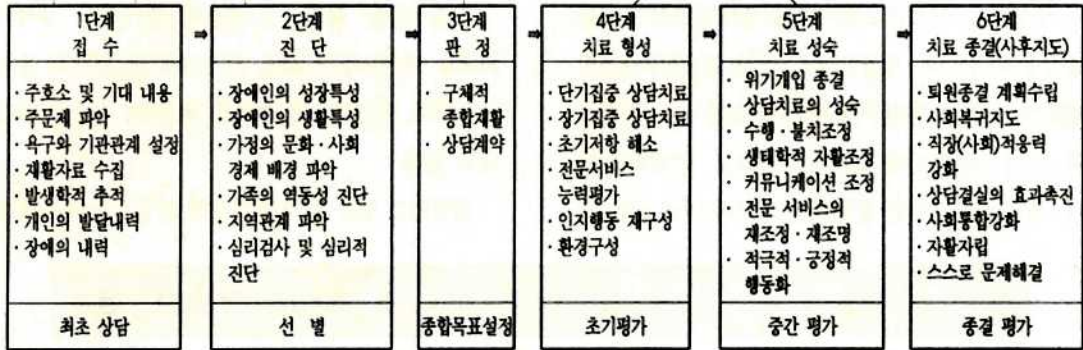 1단계
접 수
· 주호소 및 기대 내용
· 주문제 파악
· 욕구와 기관관계 설정
· 재활자료 수집
· 발생학적 추적
· 개인의 발달내력
· 장애의 내력
최초 상담
⇒
2단계
진 단
· 장애인의 성장특성
· 장애인의 생활특성
· 가정의 문화·사회
경제 배경 파악
· 가족의 역동성 진단
· 지역관계 파악
· 심리검사 및 심리적
진단
선 별
⇒
3단계
판 정
· 구체적
종합재활
· 상담계약
종합목표설정
⇒
4단계
치료 형성
· 단기집중 상담치료
· 장기집중 상담치료
· 초기저항 해소
· 전문서비스
능력평가
· 인지행동 재구성
· 환경구성
초기평가
⇒
5단계
치료 성숙
· 위기개입 종결
· 상담치료의 성숙
· 수행·불치조정
· 생태학적 자활조정
· 커뮤니케이션 조정
· 전문 서비스의
재조정·재조명
· 적극적·긍정적
행동화
중간 평가
⇒
6단계
치료 종결(사후지도)
· 퇴원종결 계획수립
· 사회복귀지도
· 직장(사회)적응력
강화
· 상담결실의 효과촉진
· 사회통합강화
· 자활자립
· 스스로 문제해결
종결 평가